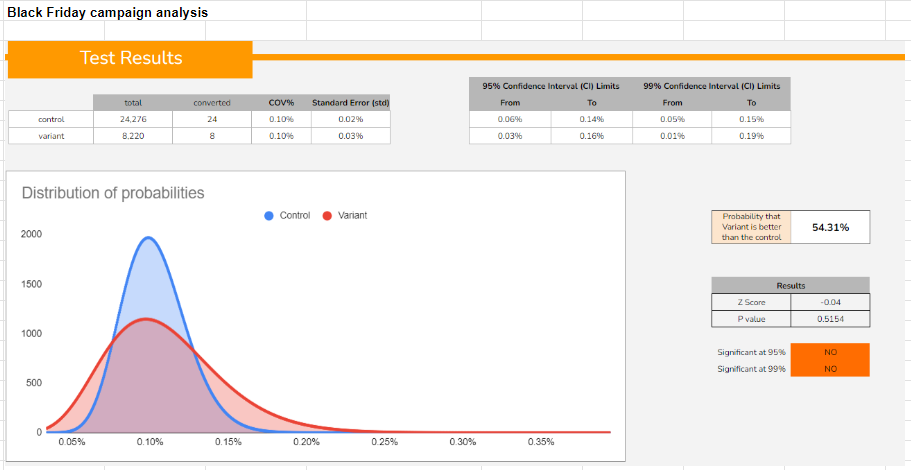 Black Friday campaign analysis
Test Results
95% Confidence Interval (CI) Limits 99% Confidence Interval (CI) Limits
total converted COV% Standard Error (std) From To From To
control 24,276 24 0.10% 0.02% 0.06% 0.14% 0.05% 0.15%
variant 8,220 8 0.10% 0.03% 0.03% 0.16% 0.01% 0.19%
Distribution of probabilities
Control Variant
2000
1500
1000
500
0
0.05% 0.10% 0.15% 0.20% 0.25% 0.30% 0.35%
Probability that
Variant is better
than the control
54.31%
Results
Z Score -0.04
P value 0.5154
Significant at 95% NO
Significant at 99% NO